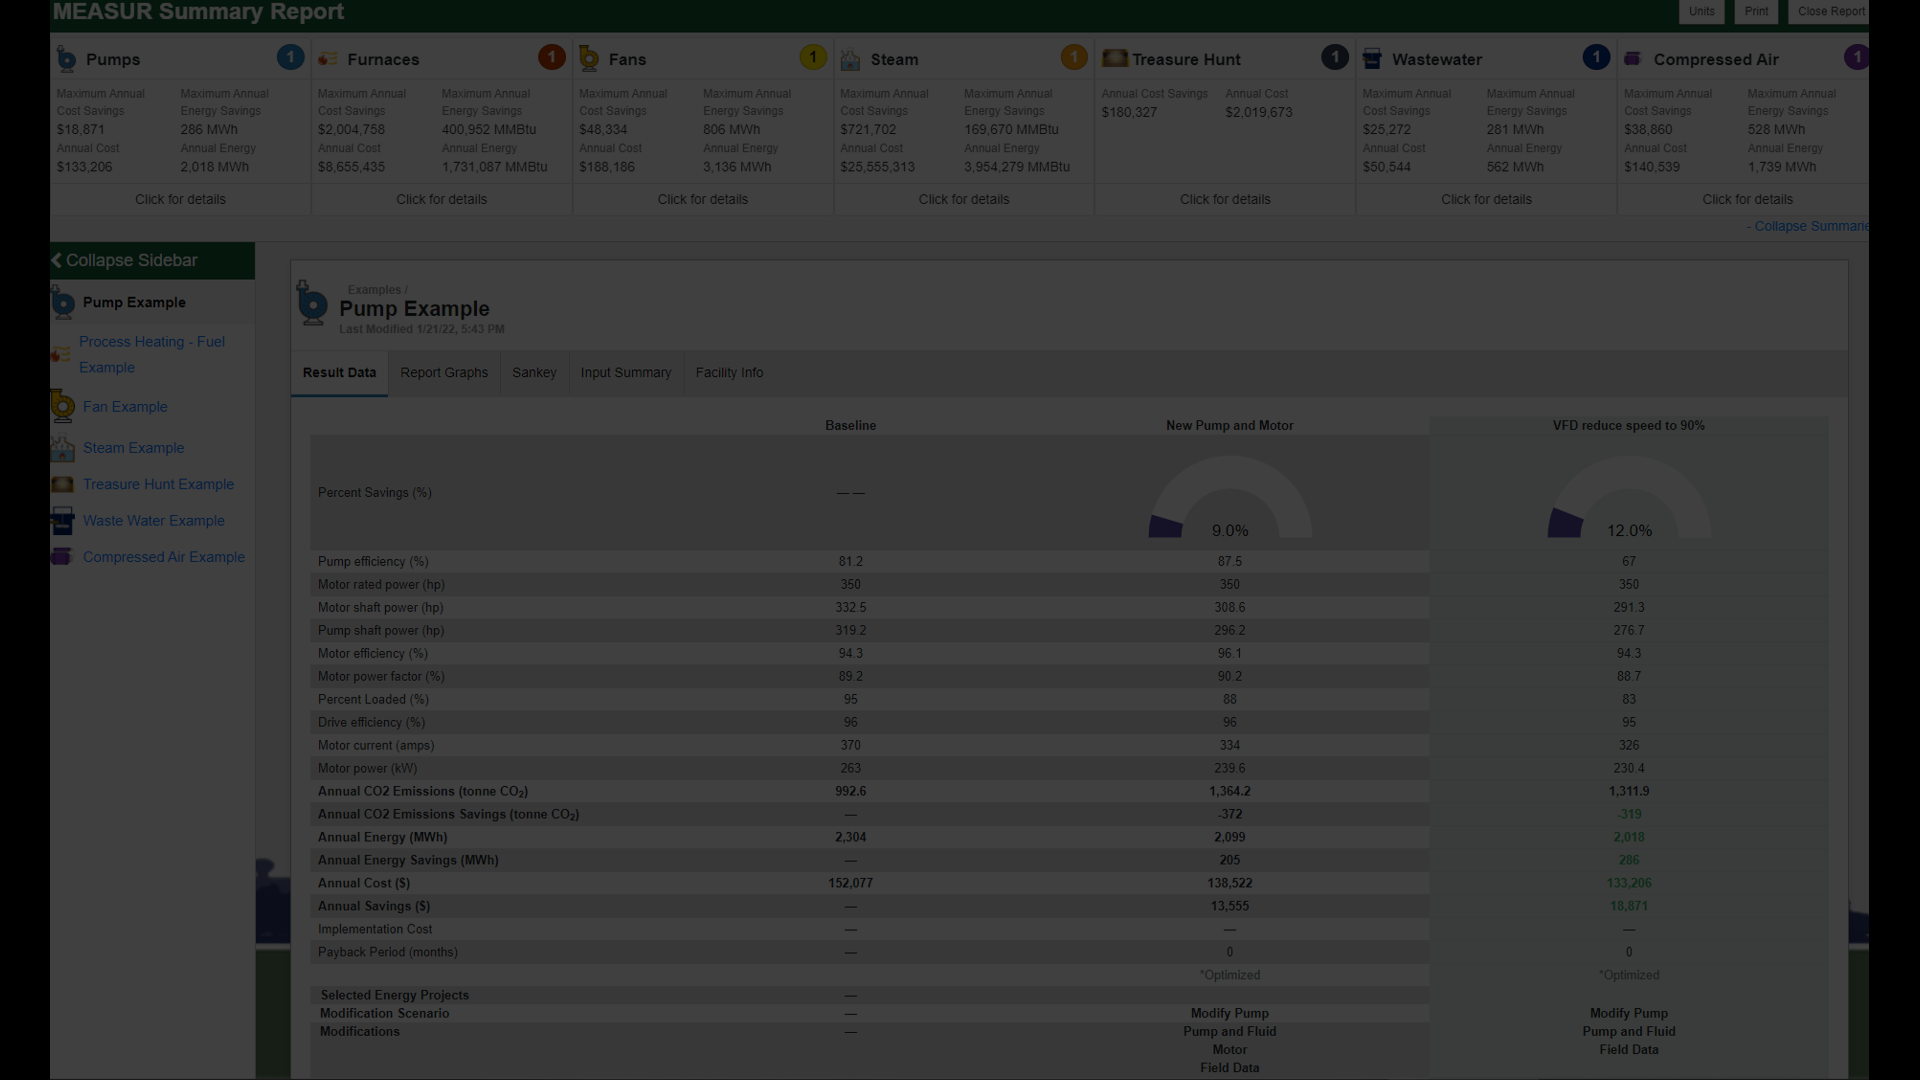 MEASUR Summary Report
Units Print Close Report
Pumps 1 Furnaces 1 Fans 1 Steam 1 Treasure Hunt 1 Wastewater 1 Compressed Air 1
Maximum Annual Maximum Annual Maximum Annual Maximum Annual Maximum Annual Maximum Annual Maximum Annual Maximum Annual Annual Cost Savings Annual Cost Maximum Annual Maximum Annual Maximum Annual Maximum Annual
Cost Savings Energy Savings Cost Savings Energy Savings Cost Savings Energy Savings Cost Savings Energy Savings $180,327 $2,019,673 Cost Savings Energy Savings Cost Savings Energy Savings
$18,871 286 MWh $2,004,758 400,952 MMBtu $48,334 806 MWh $721,702 169,670 MMBtu $25,272 281 MWh $38,860 528 MWh
Annual Cost Annual Energy Annual Cost Annual Energy Annual Cost Annual Energy Annual Cost Annual Energy Annual Cost Annual Energy Annual Cost Annual Energy
$133,206 2,018 MWh $8,655,435 1,731,087 MMBtu $188,186 3,136 MWh $25,555,313 3,954,279 MMBtu $50,544 562 MWh $140,539 1,739 MWh
Click for details Click for details Click for details Click for details Click for details Click for details Click for details
- Collapse Summarie
Collapse Sidebar
Pump Example
Process Heating - Fuel
Example
Fan Example
Steam Example
Treasure Hunt Example
Waste Water Example
Compressed Air Example
Examples /
Pump Example
Last Modified 1/21/22, 5:43 PM
Result Data Report Graphs Sankey Input Summary Facility Info
Baseline New Pump and Motor VFD reduce speed to 90%
Percent Savings (%) — — 9.0% 12.0%
Pump efficiency (%) 81.2 87.5 67
Motor rated power (hp) 350 350 350
Motor shaft power (hp) 332.5 308.6 291.3
Pump shaft power (hp) 319.2 296.2 276.7
Motor efficiency (%) 94.3 96.1 94.3
Motor power factor (%) 89.2 90.2 88.7
Percent Loaded (%) 95 88 83
Drive efficiency (%) 96 96 95
Motor current (amps) 370 334 326
Motor power (kW) 263 239.6 230.4
Annual CO2 Emissions (tonne CO₂) 992.6 1,364.2 1,311.9
Annual CO2 Emissions Savings (tonne CO₂) — -372 -319
Annual Energy (MWh) 2,304 2,099 2,018
Annual Energy Savings (MWh) — 205 286
Annual Cost ($) 152,077 138,522 133,206
Annual Savings ($) — 13,555 18,871
Implementation Cost — — —
Payback Period (months) — 0 0
*Optimized *Optimized
Selected Energy Projects —
Modification Scenario — Modify Pump Modify Pump
Modifications — Pump and Fluid Pump and Fluid
Motor Field Data
Field Data